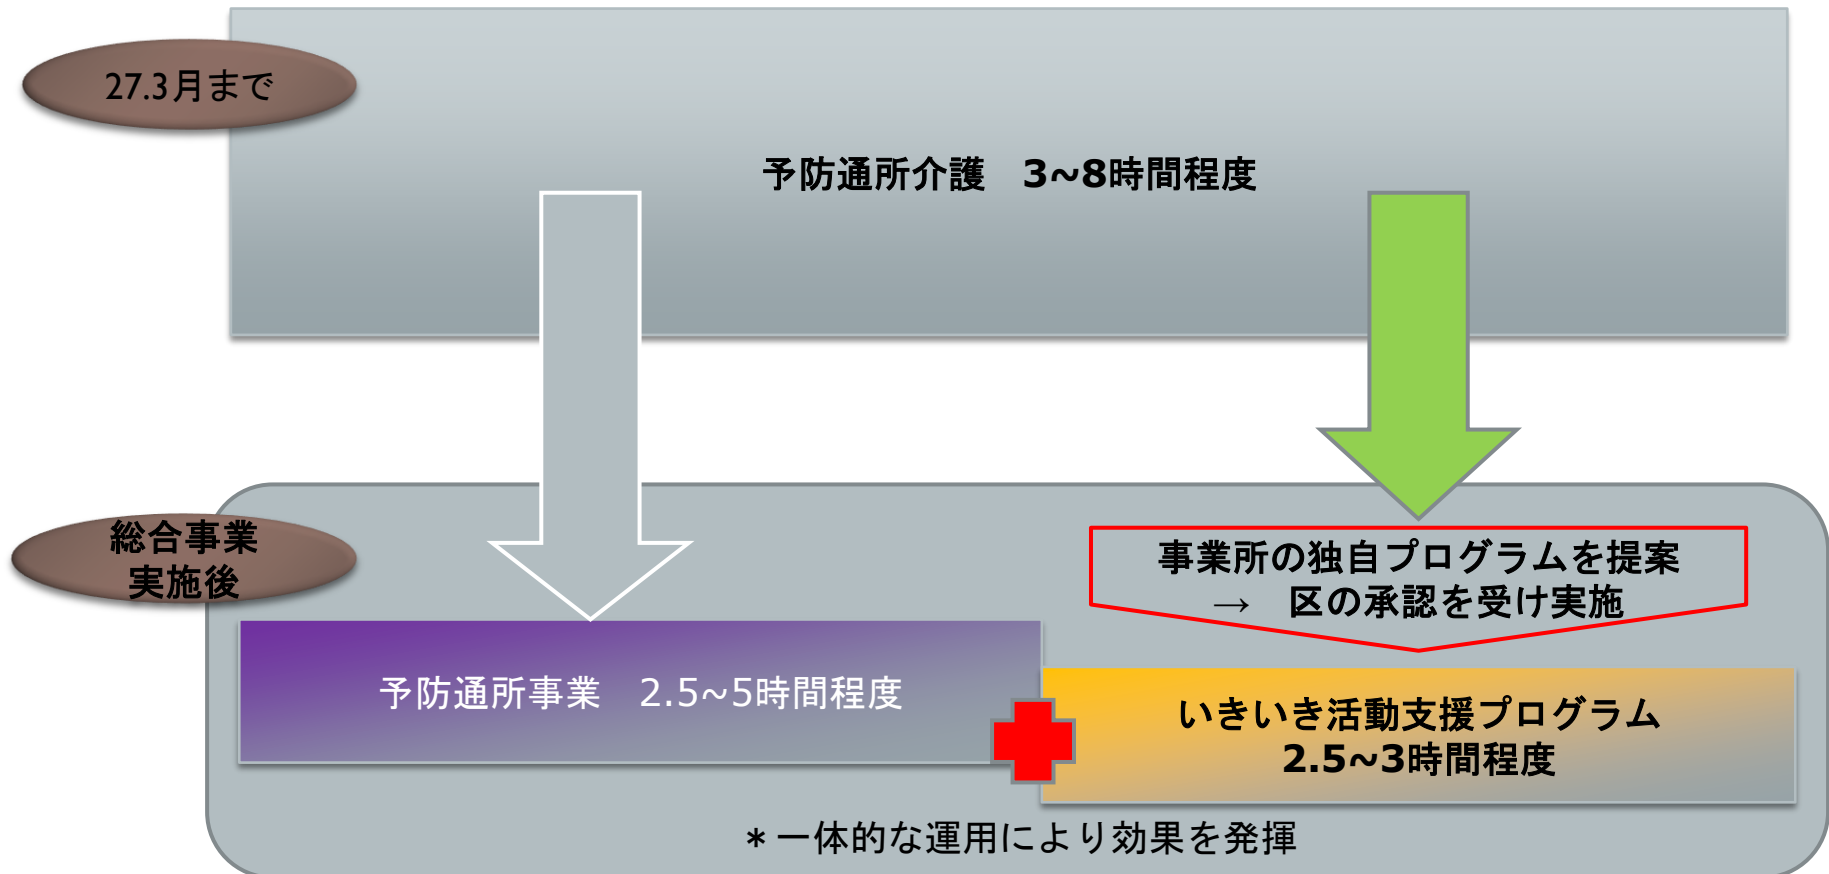 27.3月まで
予防通所介護　3~8時間程度
総合事業
実施後
事業所の独自プログラムを提案
→　区の承認を受け実施
予防通所事業　2.5~5時間程度
いきいき活動支援プログラム
2.5~3時間程度
＊一体的な運用により効果を発揮